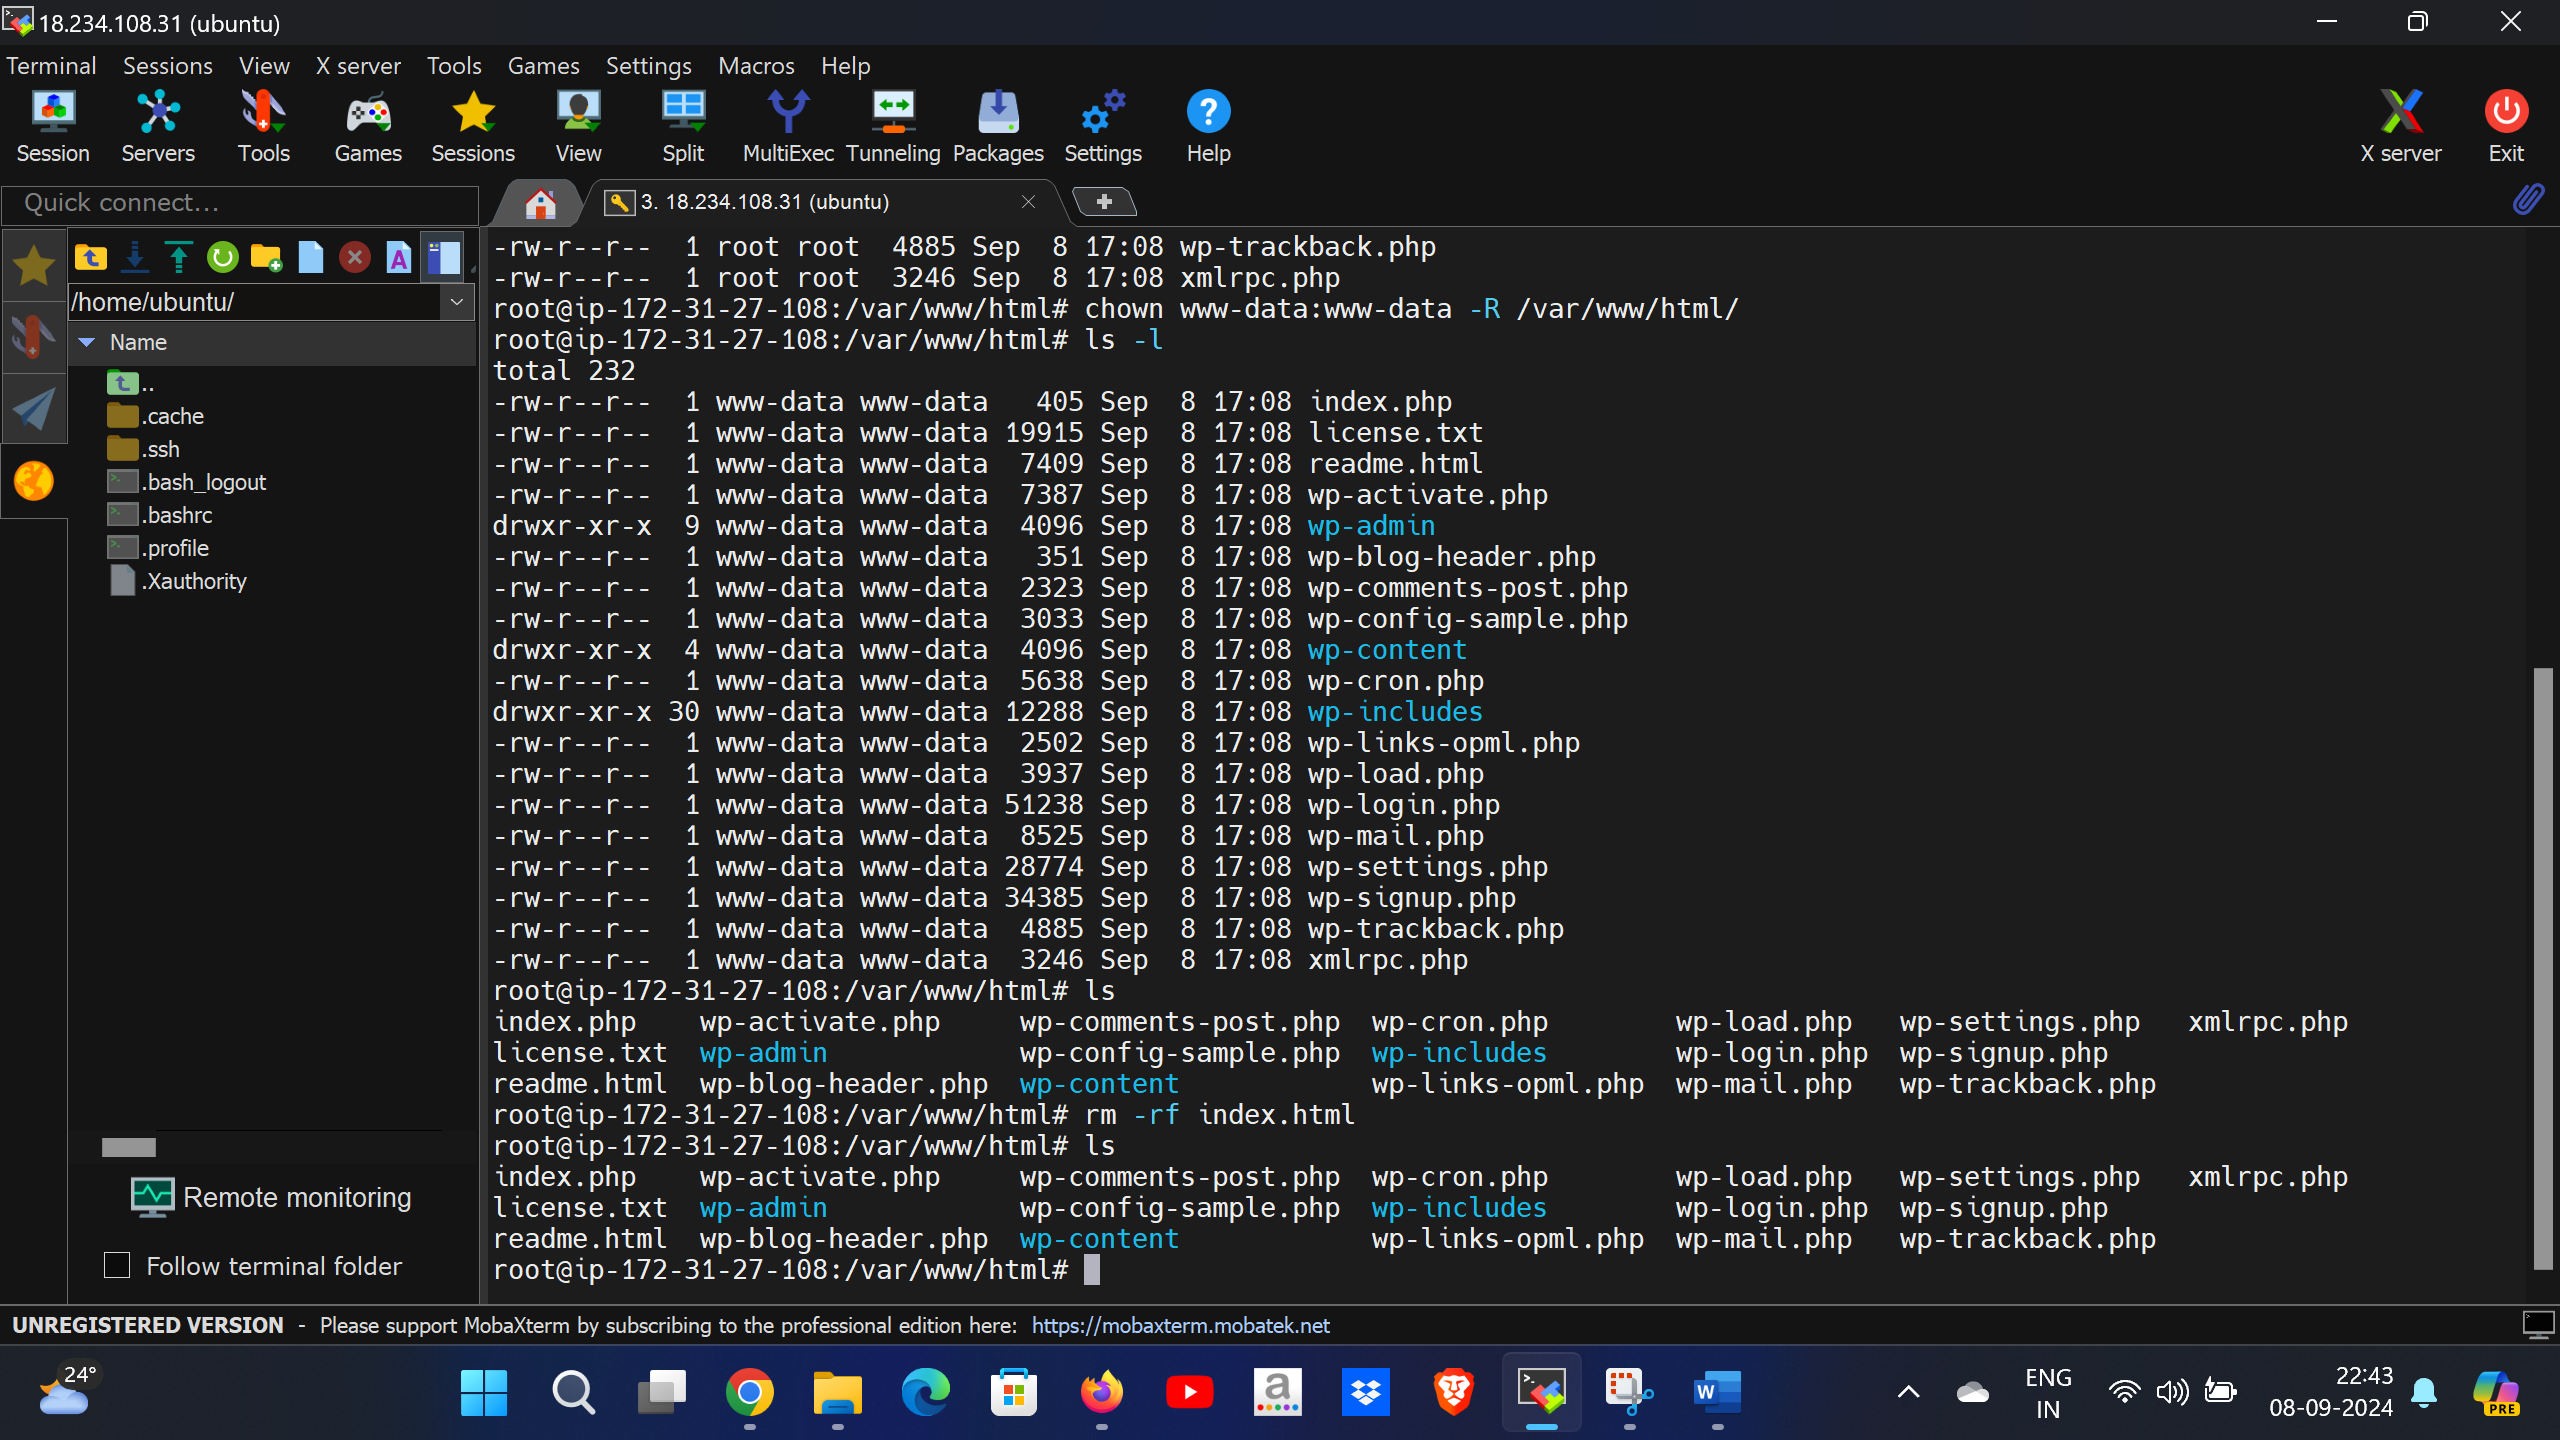 18.234.108.31 (ubuntu)
Terminal Sessions View X server Tools Games Settings Macros Help
Session Servers Tools Games Sessions View Split MultiExec Tunneling Packages Settings Help X server Exit
Quick connect...
3. 18.234.108.31 (ubuntu)
/home/ubuntu/
Name
..
.cache
.ssh
.bash_logout
.bashrc
.profile
.Xauthority
Remote monitoring
Follow terminal folder
-rw-r--r--  1 root root  4885 Sep  8 17:08 wp-trackback.php
-rw-r--r--  1 root root  3246 Sep  8 17:08 xmlrpc.php
root@ip-172-31-27-108:/var/www/html# chown www-data:www-data -R /var/www/html/
root@ip-172-31-27-108:/var/www/html# ls -l
total 232
-rw-r--r--  1 www-data www-data   405 Sep  8 17:08 index.php
-rw-r--r--  1 www-data www-data 19915 Sep  8 17:08 license.txt
-rw-r--r--  1 www-data www-data  7409 Sep  8 17:08 readme.html
-rw-r--r--  1 www-data www-data  7387 Sep  8 17:08 wp-activate.php
drwxr-xr-x  9 www-data www-data  4096 Sep  8 17:08 wp-admin
-rw-r--r--  1 www-data www-data   351 Sep  8 17:08 wp-blog-header.php
-rw-r--r--  1 www-data www-data  2323 Sep  8 17:08 wp-comments-post.php
-rw-r--r--  1 www-data www-data  3033 Sep  8 17:08 wp-config-sample.php
drwxr-xr-x  4 www-data www-data  4096 Sep  8 17:08 wp-content
-rw-r--r--  1 www-data www-data  5638 Sep  8 17:08 wp-cron.php
drwxr-xr-x 30 www-data www-data 12288 Sep  8 17:08 wp-includes
-rw-r--r--  1 www-data www-data  2502 Sep  8 17:08 wp-links-opml.php
-rw-r--r--  1 www-data www-data  3937 Sep  8 17:08 wp-load.php
-rw-r--r--  1 www-data www-data 51238 Sep  8 17:08 wp-login.php
-rw-r--r--  1 www-data www-data  8525 Sep  8 17:08 wp-mail.php
-rw-r--r--  1 www-data www-data 28774 Sep  8 17:08 wp-settings.php
-rw-r--r--  1 www-data www-data 34385 Sep  8 17:08 wp-signup.php
-rw-r--r--  1 www-data www-data  4885 Sep  8 17:08 wp-trackback.php
-rw-r--r--  1 www-data www-data  3246 Sep  8 17:08 xmlrpc.php
root@ip-172-31-27-108:/var/www/html# ls
index.php    wp-activate.php     wp-comments-post.php  wp-cron.php        wp-load.php   wp-settings.php   xmlrpc.php
license.txt  wp-admin            wp-config-sample.php  wp-includes        wp-login.php  wp-signup.php
readme.html  wp-blog-header.php  wp-content            wp-links-opml.php  wp-mail.php   wp-trackback.php
root@ip-172-31-27-108:/var/www/html# rm -rf index.html
root@ip-172-31-27-108:/var/www/html# ls
index.php    wp-activate.php     wp-comments-post.php  wp-cron.php        wp-load.php   wp-settings.php   xmlrpc.php
license.txt  wp-admin            wp-config-sample.php  wp-includes        wp-login.php  wp-signup.php
readme.html  wp-blog-header.php  wp-content            wp-links-opml.php  wp-mail.php   wp-trackback.php
root@ip-172-31-27-108:/var/www/html#
UNREGISTERED VERSION - Please support MobaXterm by subscribing to the professional edition here: https://mobaxterm.mobatek.net
24°
ENG
IN
22:43
08-09-2024
PRE